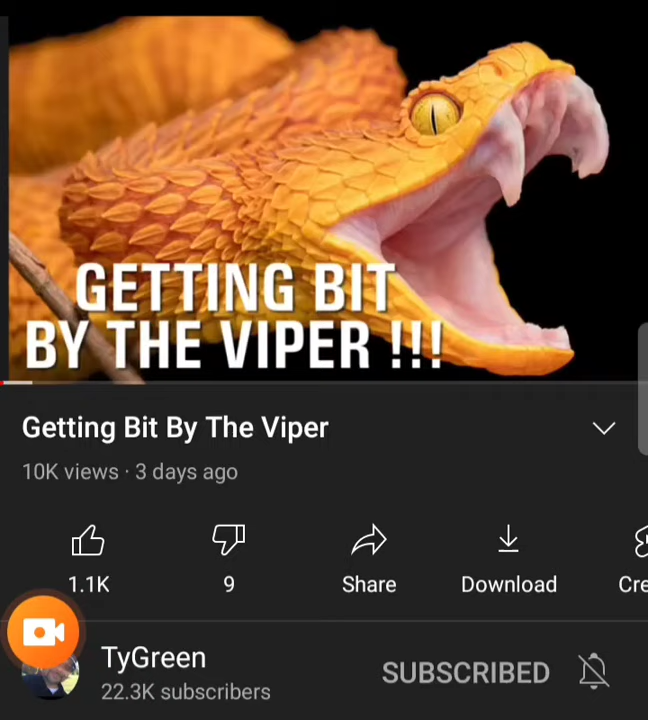 GETTING BIT
BY THE VIPER !!!
Getting Bit By The Viper
10K views · 3 days ago
1.1K
9
Share
Download
Cre
TyGreen
22.3K subscribers
SUBSCRIBED